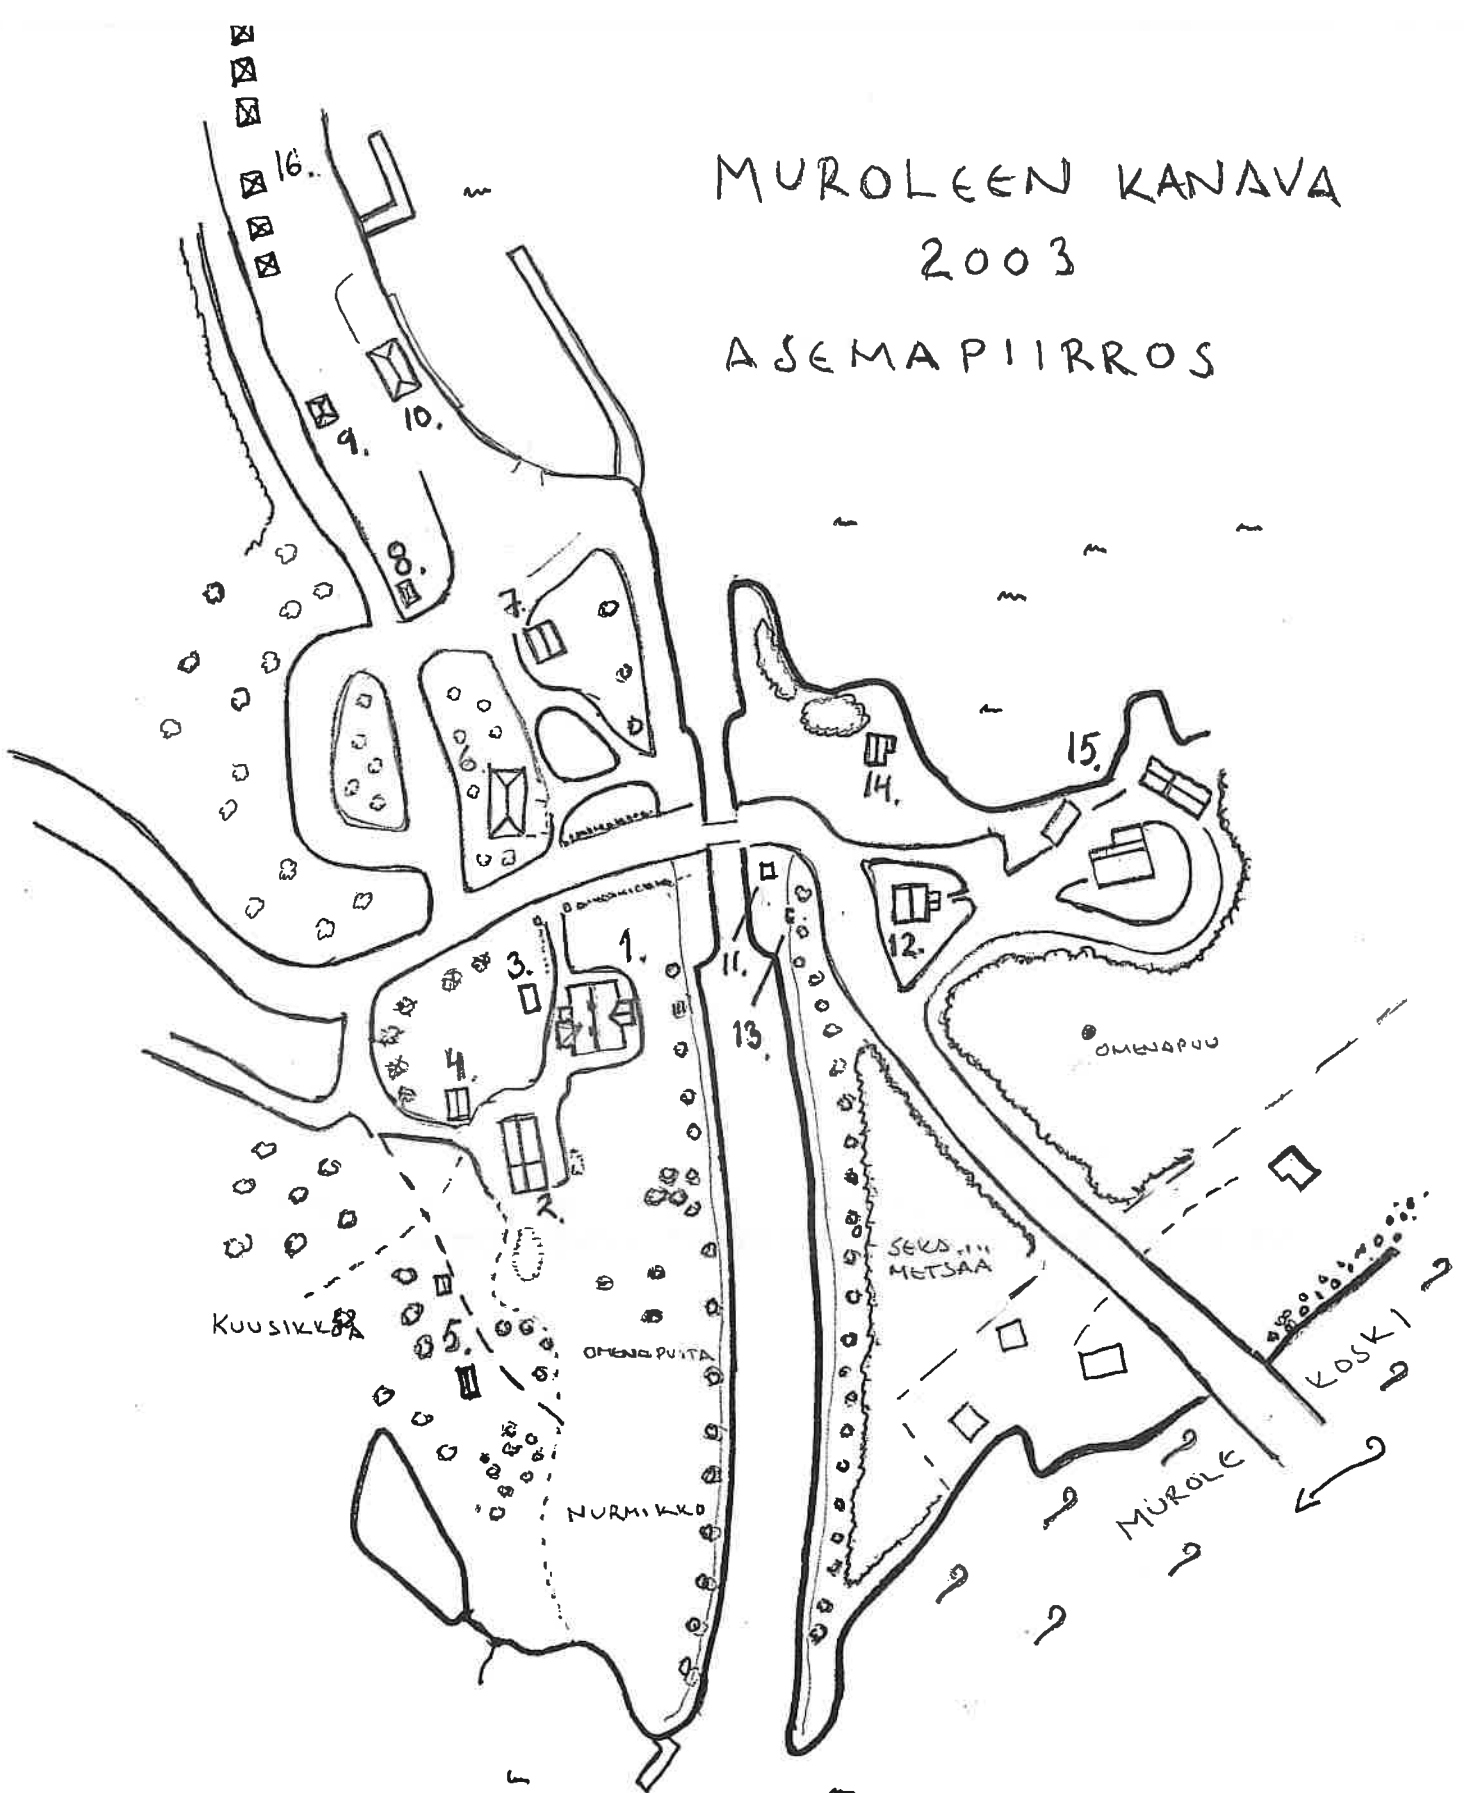 MUROLEEN KANAVA
2003
ASEMAPIIRROS
16.
10.
9.
8.
7.
6.
15.
14.
1.
3.
12.
11.
13.
4.
OMENAPUU
2.
SEKA
METSÄÄ
KUUSIKKOA
5.
OMENAPUITA
KOSKI
NURMIKKO
MUROLE